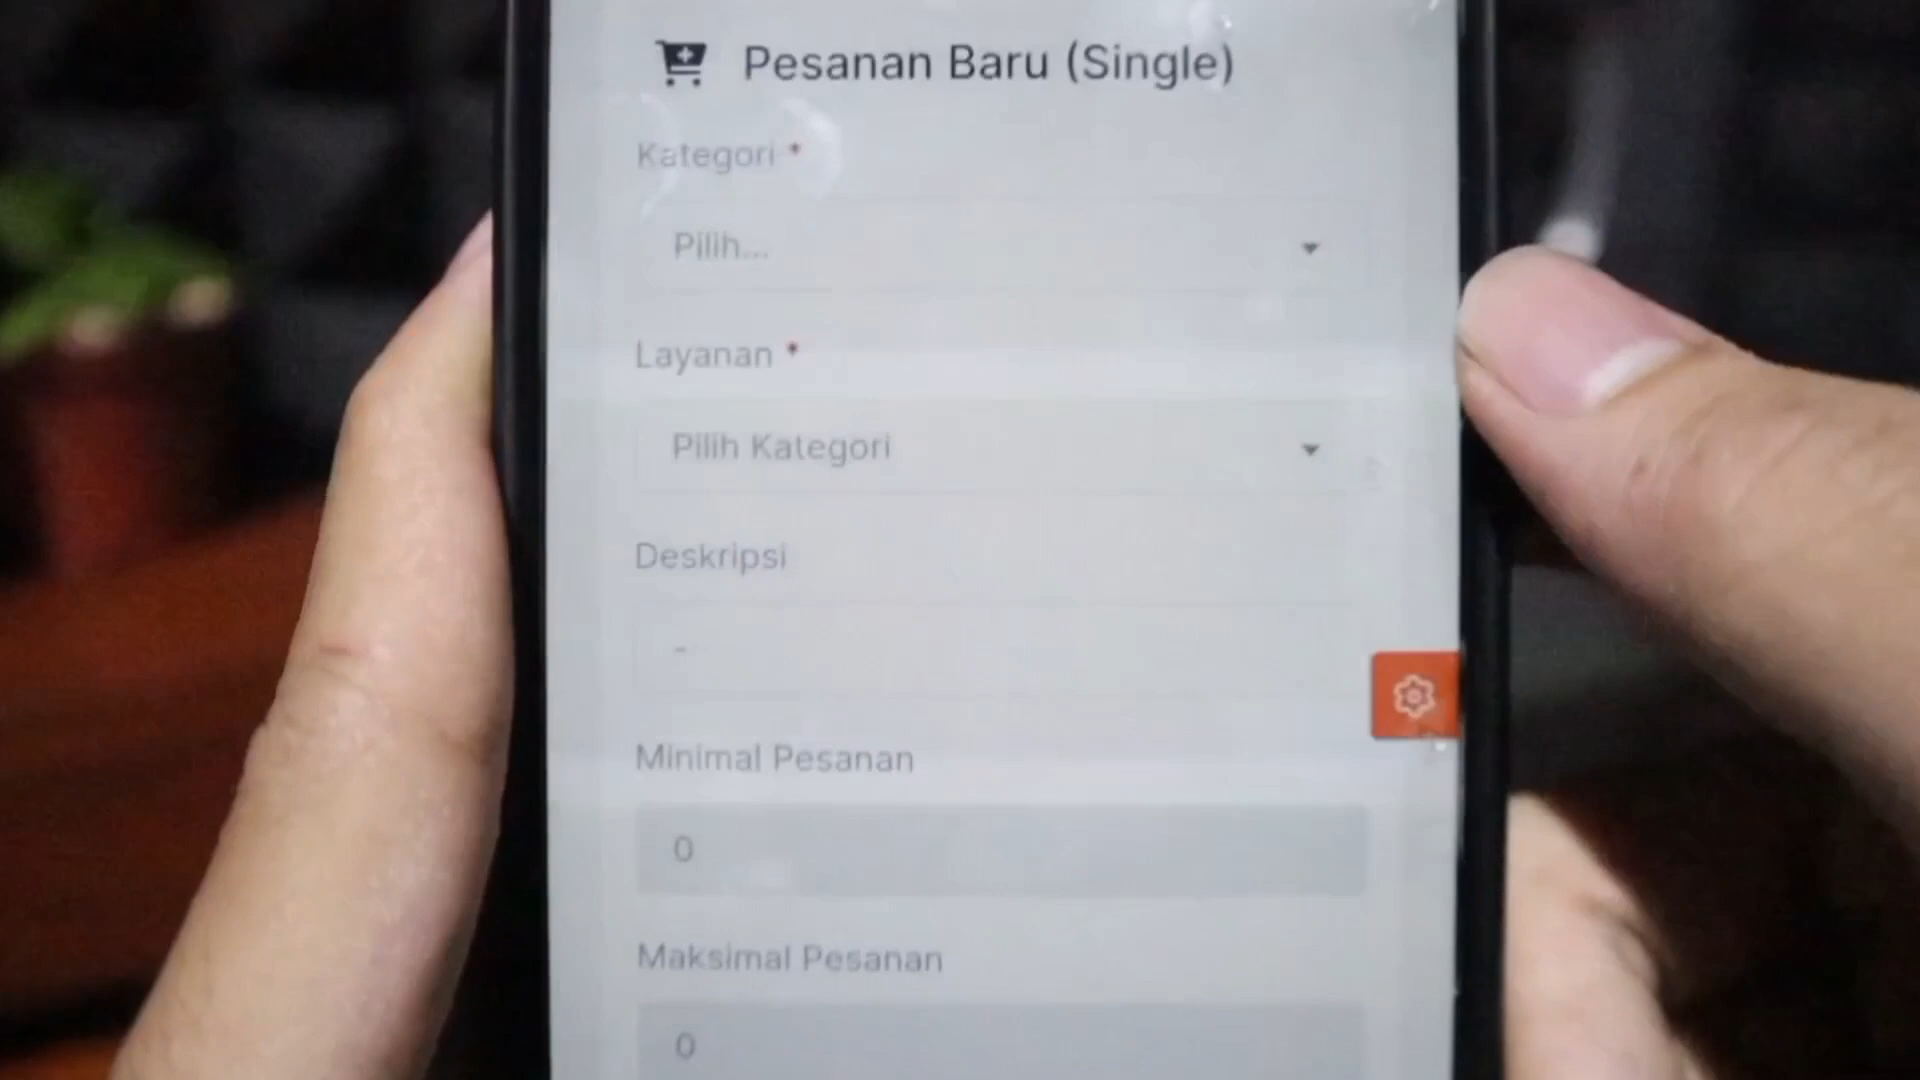 Pesanan Baru (Single)
Kategori *
Pilih...
Layanan *
Pilih Kategori
Deskripsi
-
Minimal Pesanan
0
Maksimal Pesanan
0